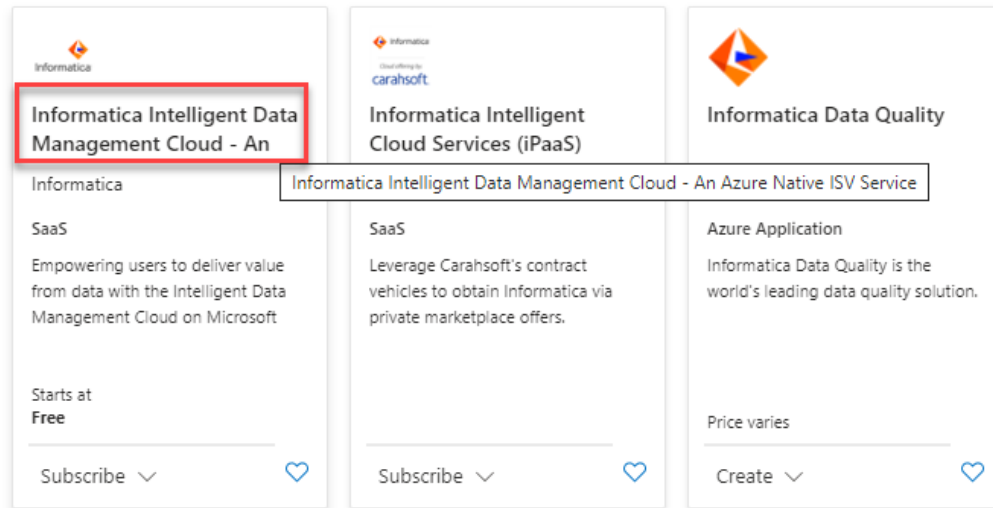 Informatica
Informatica Intelligent Data
Management Cloud - An
Informatica
SaaS
Empowering users to deliver value
from data with the Intelligent Data
Management Cloud on Microsoft
Starts at
Free
Subscribe
Informatica
Cloud offering by
carahsoft.
Informatica Intelligent
Cloud Services (iPaaS)
Informatica Intelligent Data Management Cloud - An Azure Native ISV Service
SaaS
Leverage Carahsoft's contract
vehicles to obtain Informatica via
private marketplace offers.
Subscribe
Informatica Data Quality
Azure Application
Informatica Data Quality is the
world's leading data quality solution.
Price varies
Create